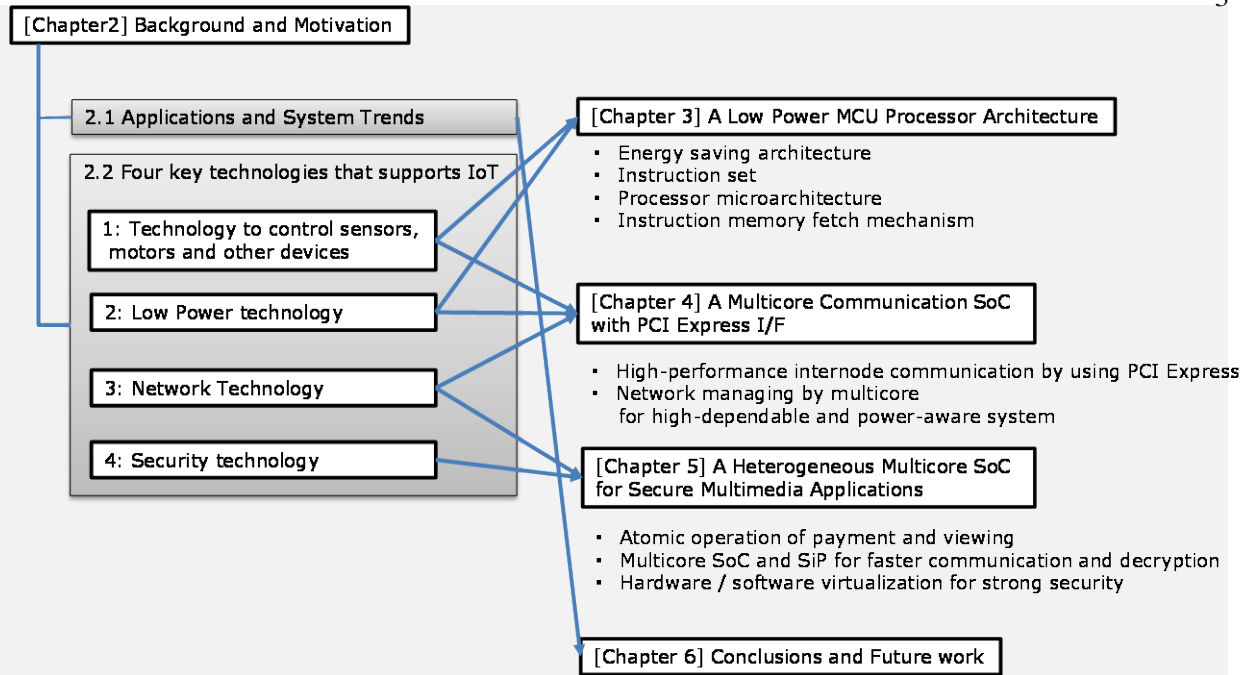 [Chapter2] Background and Motivation
2.1 Applications and System Trends
2.2 Four key technologies that supports IoT
1: Technology to control sensors,
motors and other devices
2: Low Power technology
3: Network Technology
4: Security technology
[Chapter 3] A Low Power MCU Processor Architecture
▪ Energy saving architecture
▪ Instruction set
▪ Processor microarchitecture
▪ Instruction memory fetch mechanism
[Chapter 4] A Multicore Communication SoC
with PCI Express I/F
▪ High-performance internode communication by using PCI Express
▪ Network managing by multicore
for high-dependable and power-aware system
[Chapter 5] A Heterogeneous Multicore SoC
for Secure Multimedia Applications
▪ Atomic operation of payment and viewing
▪ Multicore SoC and SiP for faster communication and decryption
▪ Hardware / software virtualization for strong security
[Chapter 6] Conclusions and Future work